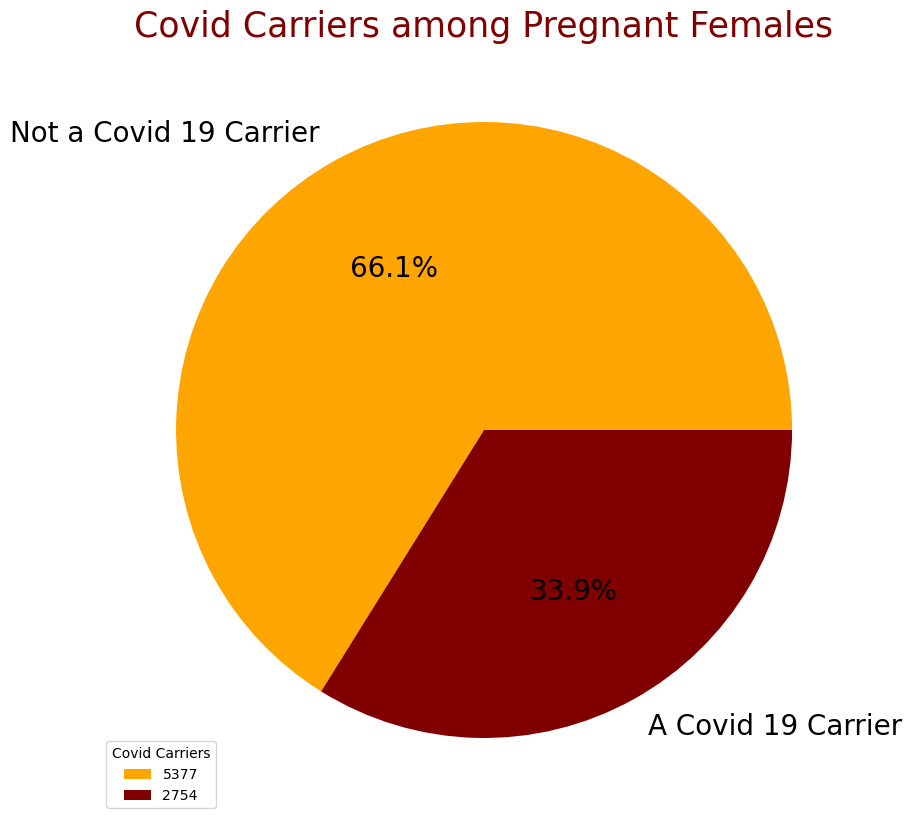 Covid Carriers among Pregnant Females
Not a Covid 19 Carrier
66.1%
33.9%
A Covid 19 Carrier
Covid Carriers
5377
2754